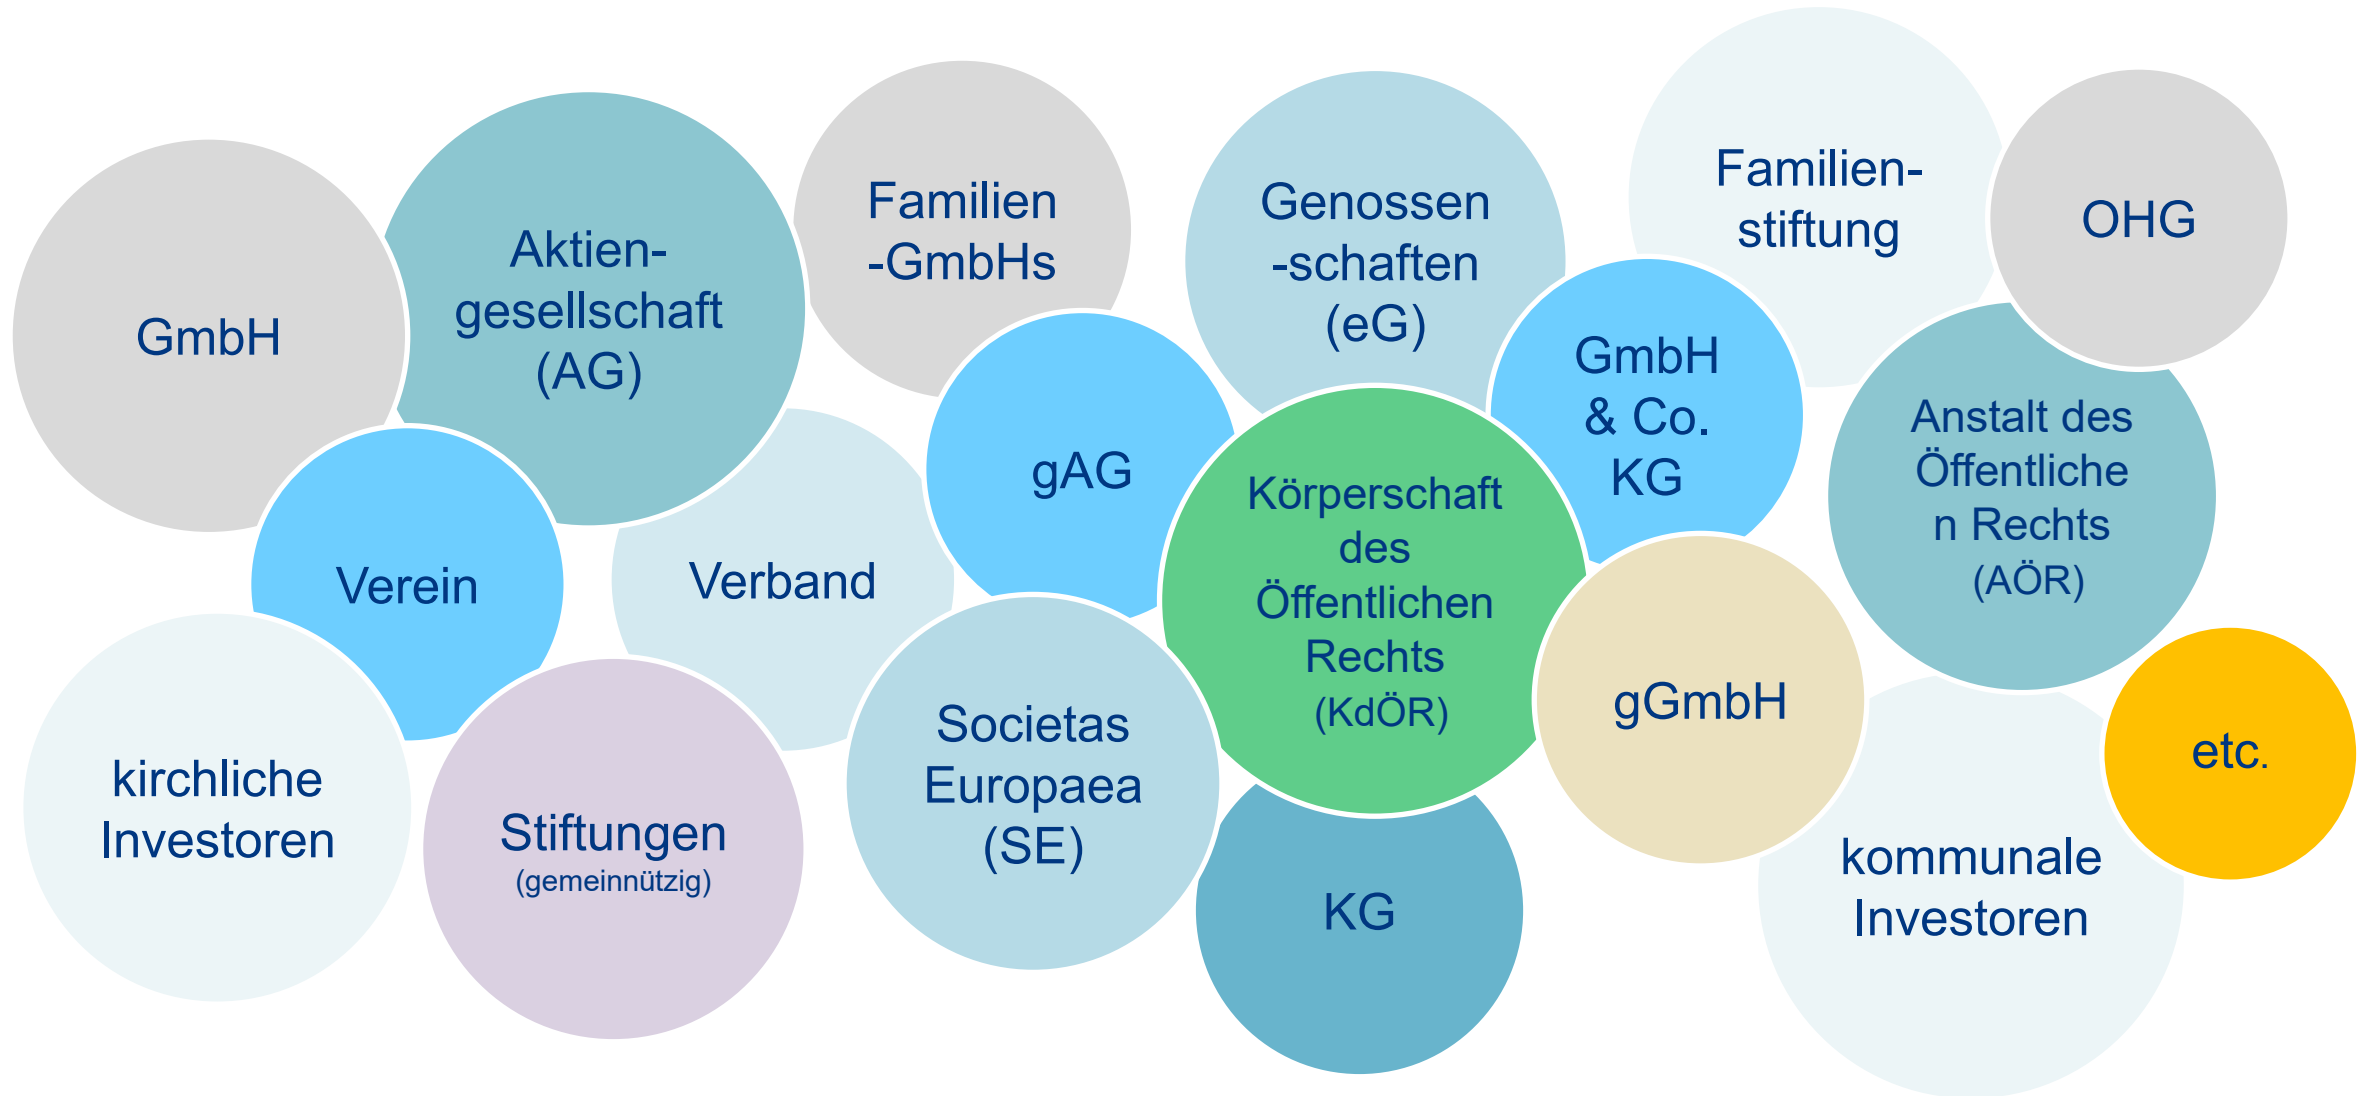 GmbH
Aktien-
gesellschaft
(AG)
Familien
-GmbHs
Genossen
-schaften
(eG)
Familien-
stiftung
OHG
Verein
Verband
gAG
Körperschaft
des
Öffentlichen
Rechts
(KdÖR)
GmbH
& Co.
KG
Anstalt des
Öffentliche
n Rechts
(AÖR)
kirchliche
Investoren
Stiftungen
(gemeinnützig)
Societas
Europaea
(SE)
KG
gGmbH
kommunale
Investoren
etc.